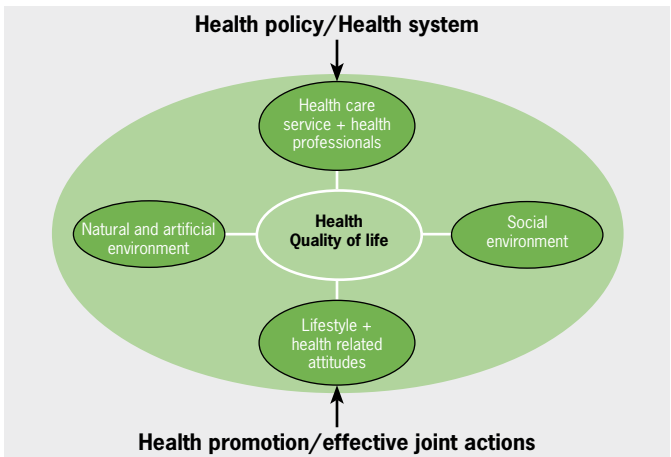 Health policy/Health system
Health care
service + health
professionals
Natural and artificial
environment
Health
Quality of life
Social
environment
Lifestyle +
health related
attitudes
Health promotion/effective joint actions